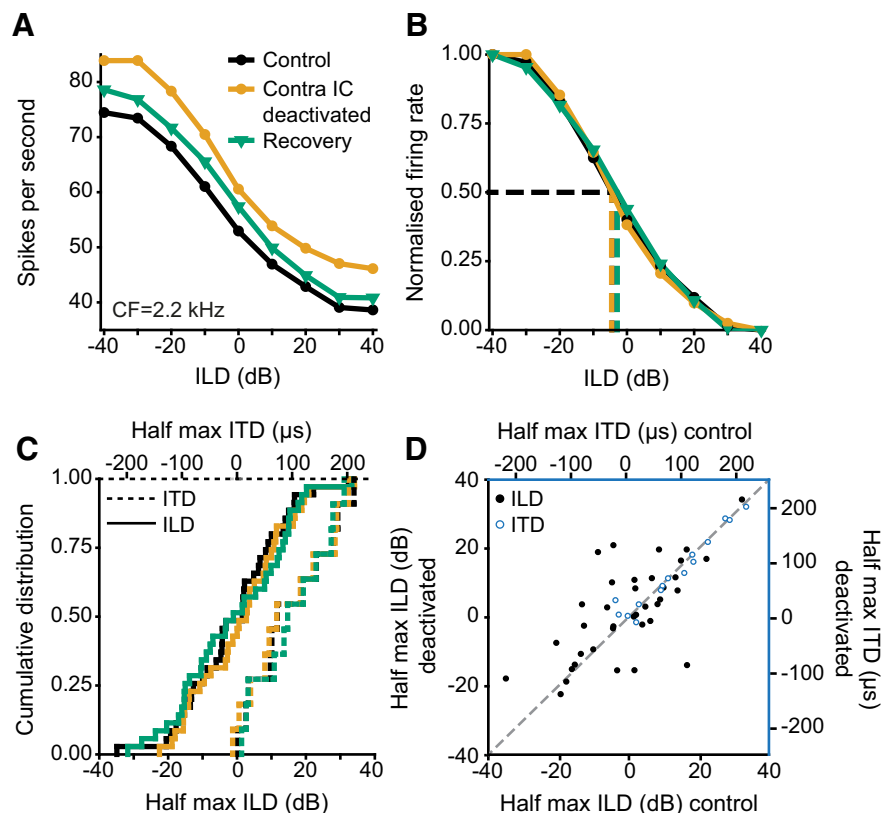 A
Spikes per second
80
70
60
50
40
Control
Contra IC
deactivated
Recovery
CF=2.2 kHz
-40
-20
0
20
40
ILD (dB)
B
Normalised firing rate
1.00
0.75
0.50
0.25
0.00
-40
-20
0
20
40
ILD (dB)
C
Half max ITD (µs)
-200
-100
0
100
200
Cumulative distribution
1.00
0.75
0.50
0.25
0.00
ITD
ILD
-40
-20
0
20
40
Half max ILD (dB)
D
Half max ITD (µs) control
-200
-100
0
100
200
Half max ILD (dB)
deactivated
40
20
0
-20
-40
ILD
ITD
200
100
0
-100
-200
Half max ITD (µs)
deactivated
-40
-20
0
20
40
Half max ILD (dB) control